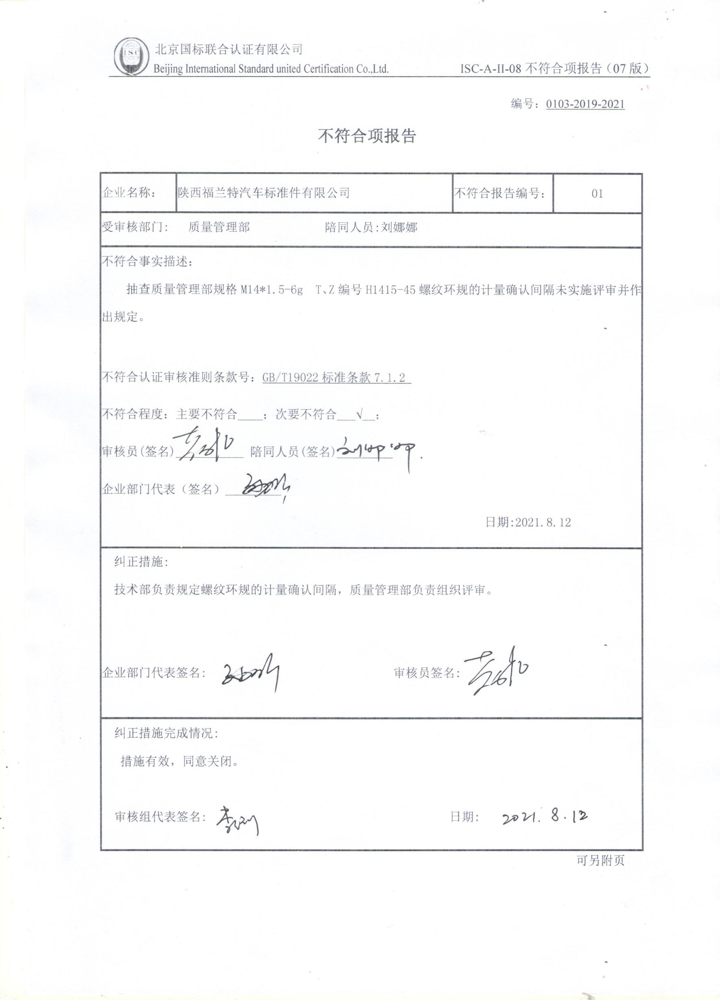 ISC
北京国标联合认证有限公司
Beijing International Standard united Certification Co.,Ltd.
ISC-A-II-08 不符合项报告（07 版）
编号：0103-2019-2021
不符合项报告
企业名称：
陕西福兰特汽车标准件有限公司
不符合报告编号：
01
受审核部门： 质量管理部 陪同人员:刘娜娜
不符合事实描述：
抽查质量管理部规格 M14*1.5-6g T、Z 编号 H1415-45 螺纹环规的计量确认间隔未实施评审并作
出规定。
不符合认证审核准则条款号：GB/T19022 标准条款 7.1.2
不符合程度：主要不符合____；次要不符合___√__；
审核员(签名) 陪同人员(签名)刘娜娜
企业部门代表（签名）
日期:2021.8.12
纠正措施：
技术部负责规定螺纹环规的计量确认间隔，质量管理部负责组织评审。
企业部门代表签名：
审核员签名：
纠正措施完成情况：
措施有效，同意关闭。
审核组代表签名：
日期： 2021.8.12
可另附页